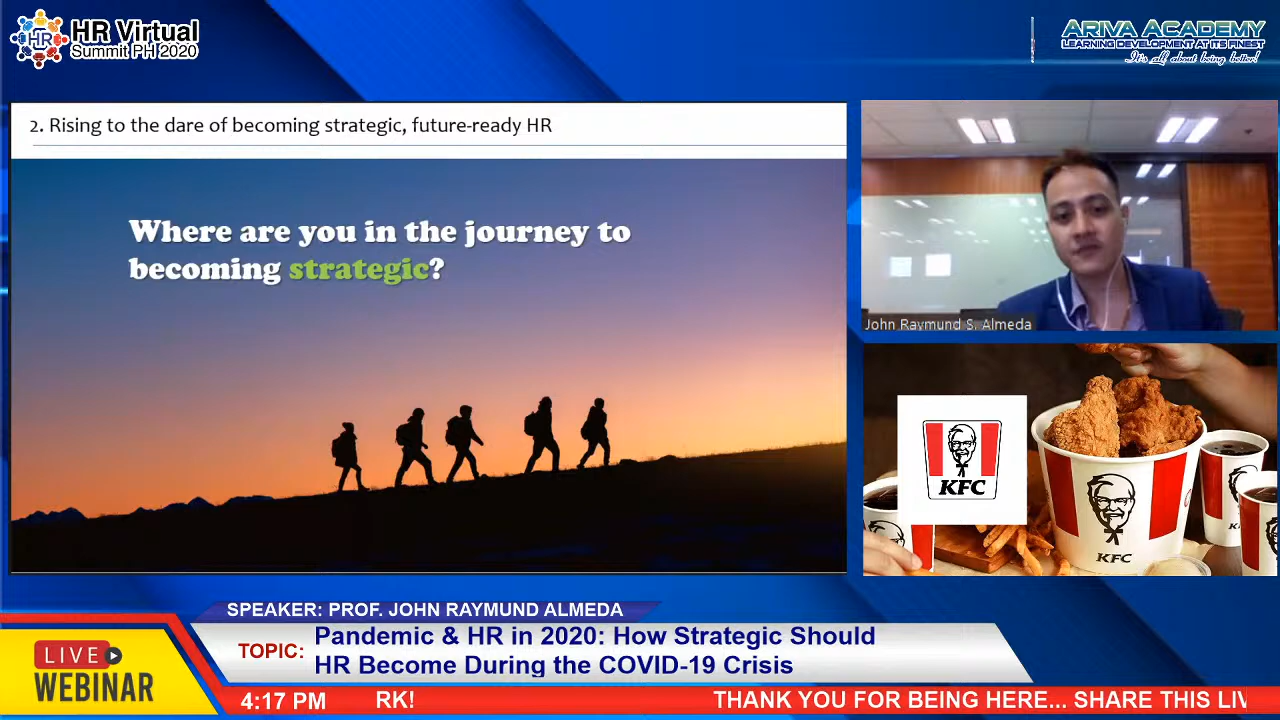 HR
HR Virtual
Summit PH 2020
ARIVA ACADEMY
LEARNING DEVELOPMENT AT ITS FINEST
It's all about being better!
2. Rising to the dare of becoming strategic, future-ready HR
Where are you in the journey to
becoming strategic?
John Raymund S. Almeda
KFC
KFC
SPEAKER: PROF. JOHN RAYMUND ALMEDA
TOPIC:
Pandemic & HR in 2020: How Strategic Should
HR Become During the COVID-19 Crisis
LIVE
WEBINAR
4:17 PM
RK!
THANK YOU FOR BEING HERE... SHARE THIS LIV